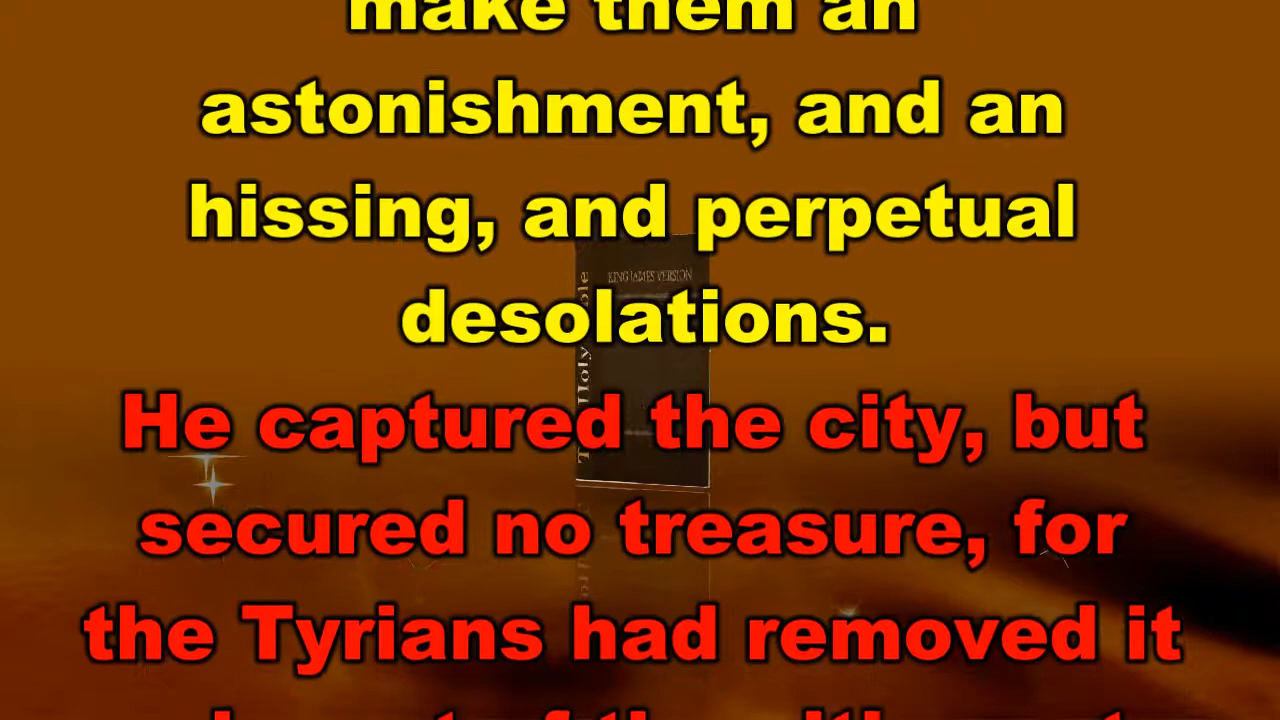 make them an
astonishment, and an
hissing, and perpetual
desolations.
He captured the city, but
secured no treasure, for
the Tyrians had removed it
KING JAMES VERSION
Holy